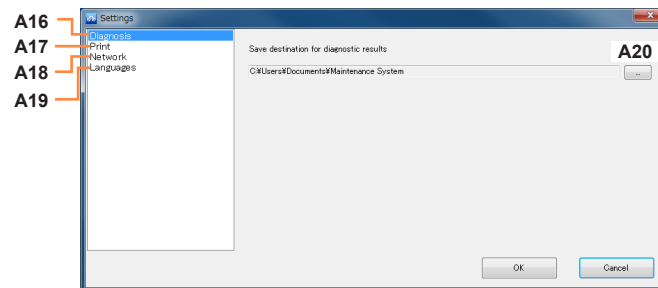 Settings
A16
Diagnosis
A17
Print
Network
A18
Languages
A19
Save destination for diagnostic results
A20
C:¥Users¥Documents¥Maintenance System
..
OK
Cancel